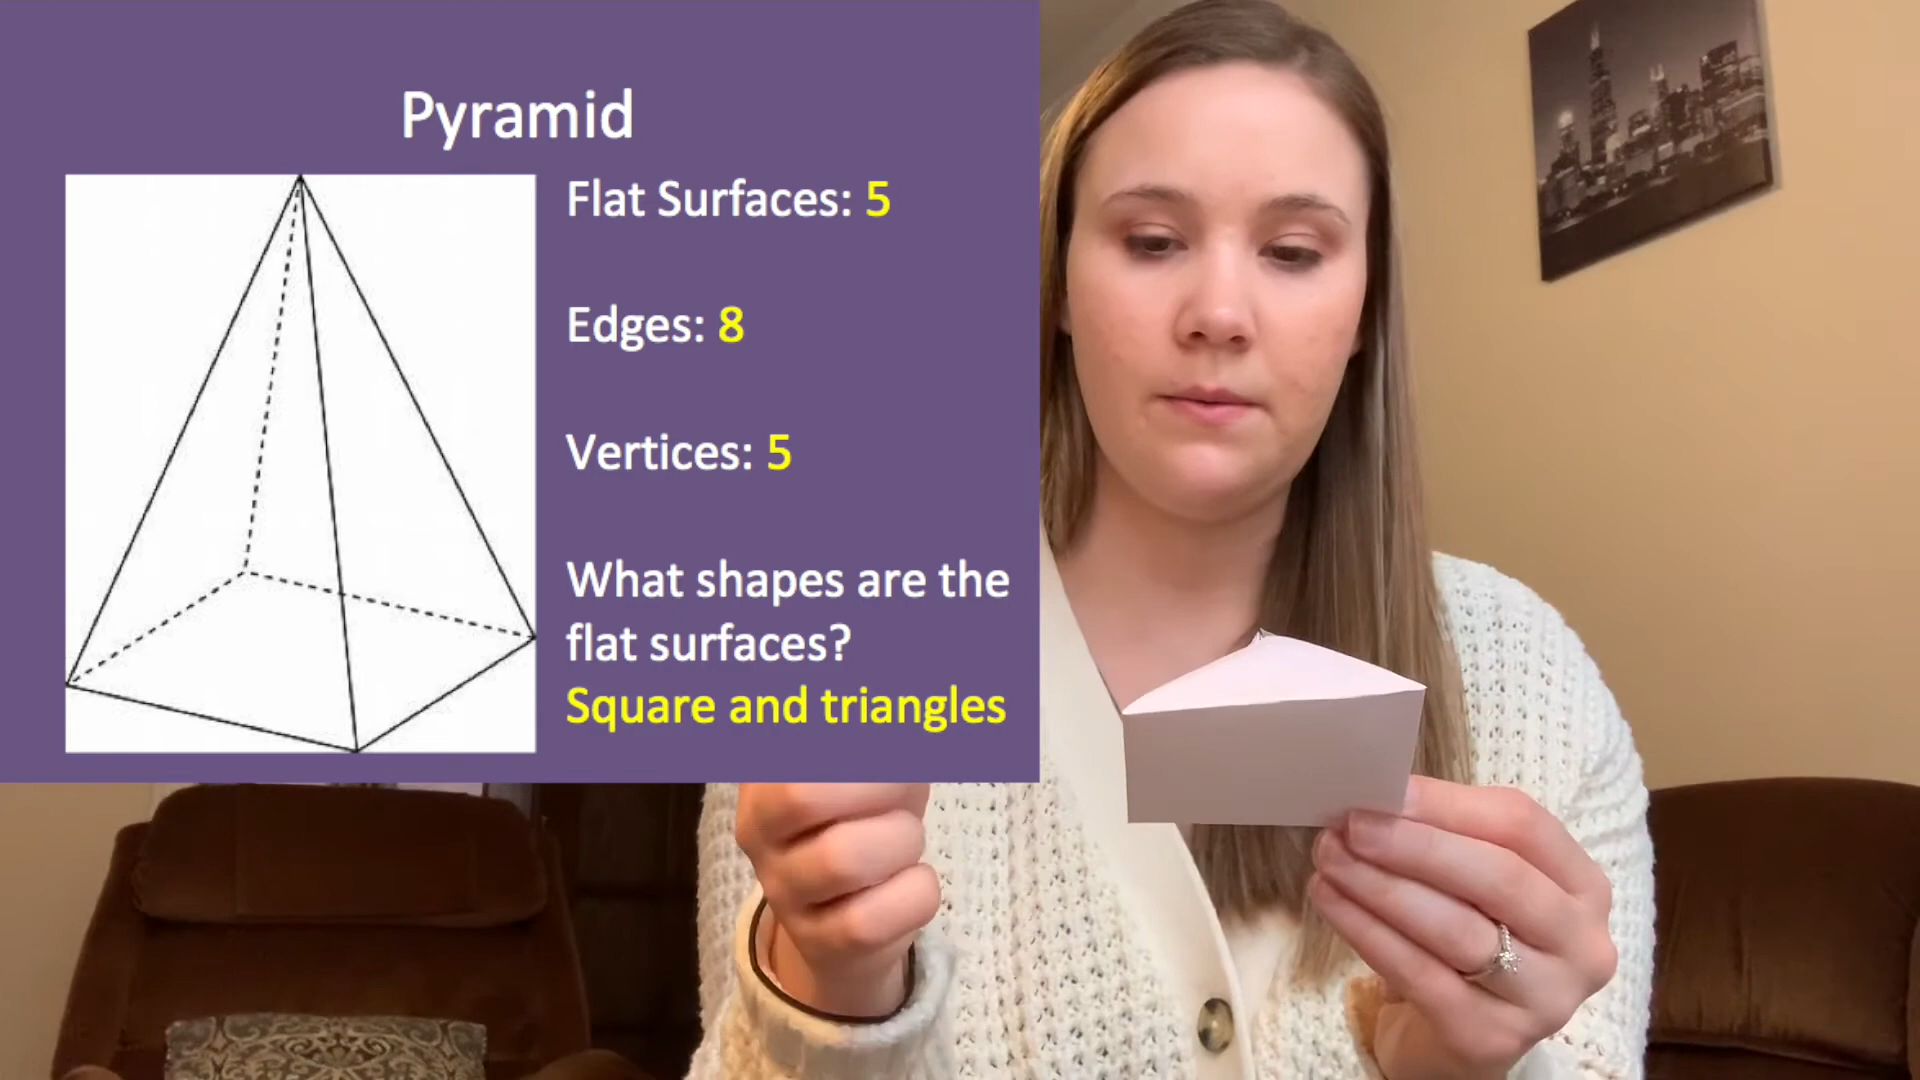 Pyramid
Flat Surfaces: 5
Edges: 8
Vertices: 5
What shapes are the
flat surfaces?
Square and triangles